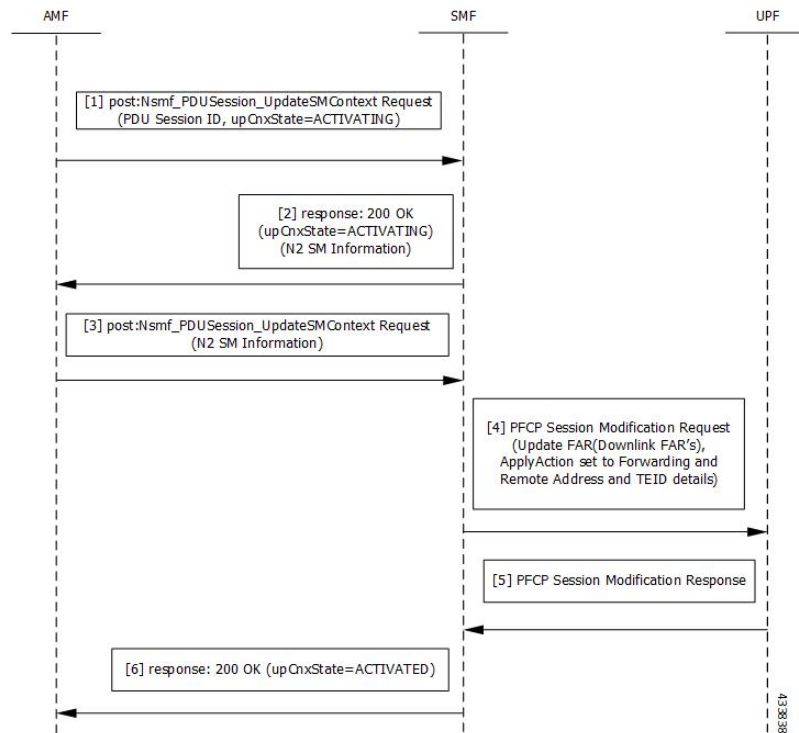 AMF
SMF
UPF
[1] post:Nsmf_PDUSession_UpdateSMContext Request
(PDU Session ID, upCnxState=ACTIVATING)
[2] response: 200 OK
(upCnxState=ACTIVATING)
(N2 SM Information)
[3] post:Nsmf_PDUSession_UpdateSMContext Request
(N2 SM Information)
[4] PFCP Session Modification Request
(Update FAR(Downlink FAR's),
ApplyAction set to Forwarding and
Remote Address and TEID details)
[5] PFCP Session Modification Response
[6] response: 200 OK (upCnxState=ACTIVATED)
433838